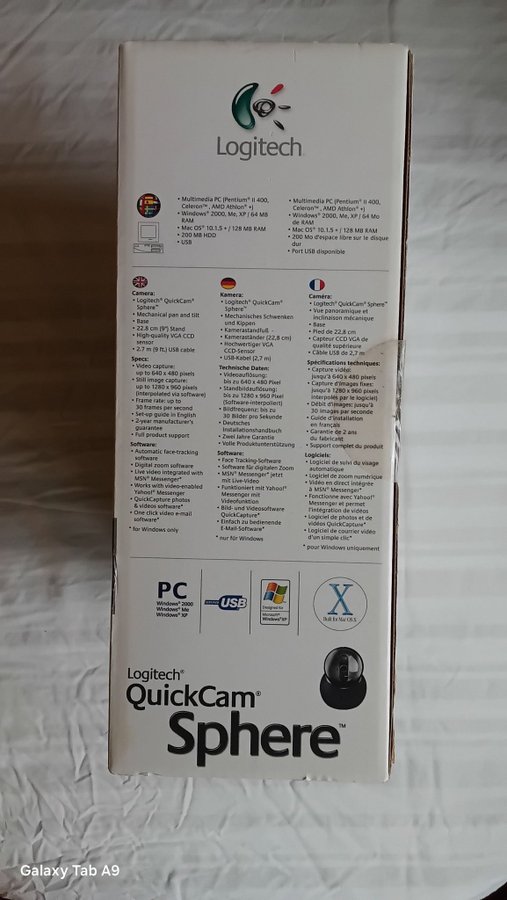 Logitech
• Multimedia PC (Pentium® II 400,
Celeron™, AMD Athlon® +)
• Windows® 2000, Me, XP / 64 MB
RAM
• Mac OS® 10.1.5 + / 128 MB RAM
• 200 MB HDD
• USB
• Multimedia PC (Pentium® II 400,
Celeron™, AMD Athlon® +)
• Windows® 2000, Me, XP / 64 Mo
de RAM
• Mac OS® 10.1.5 + / 128 MB RAM
• 200 Mo d'espace libre sur le disque
dur
• Port USB disponible
Camera:
• Logitech® QuickCam®
Sphere™
• Mechanical pan and tilt
• Base
• 22.8 cm (9") Stand
• High-quality VGA CCD
sensor
• 2.7 m (9 ft.) USB cable
Specs:
• Video capture:
up to 640 x 480 pixels
• Still image capture:
up to 1280 x 960 pixels
(interpolated via software)
• Frame rate: up to
30 frames per second
• Set-up guide in English
• 2-year manufacturer's
guarantee
• Full product support
Software:
• Automatic face-tracking
software
• Digital zoom software
• Live video integrated with
MSN® Messenger*
• Works with video-enabled
Yahoo!® Messenger
• QuickCapture photos
& videos software*
• One click video e-mail
software*
* for Windows only
Kamera:
• Logitech® QuickCam®
Sphere™
• Mechanisches Schwenken
und Kippen
• Kamerastandfuß
• Kameraständer (22,8 cm)
• Hochwertiger VGA
CCD-Sensor
• USB-Kabel (2,7 m)
Technische Daten:
• Videoauflösung:
bis zu 640 x 480 Pixel
• Standbildauflösung:
bis zu 1280 x 960 Pixel
(Software-interpoliert)
• Bildfrequenz: bis zu
30 Bilder pro Sekunde
• Deutsches
Installationshandbuch
• Zwei Jahre Garantie
• Volle Produktunterstützung
Software:
• Face Tracking-Software
• Software für digitalen Zoom
• MSN® Messenger* jetzt
mit Live-Video
• Funktioniert mit Yahoo!®
Messenger mit
Videofunktion
• Bild- und Videosoftware
QuickCapture*
• Einfach zu bedienende
E-Mail-Software*
* nur für Windows
Caméra:
• Logitech® QuickCam® Sphere™
• Vue panoramique et
inclinaison mécanique
• Base
• Pied de 22,8 cm
• Capteur CCD VGA de
qualité supérieure
• Câble USB de 2,7 m
Spécifications techniques:
• Capture vidéo:
jusqu'à 640 x 480 pixels
• Capture d'images fixes:
jusqu'à 1280 x 960 pixels
interpolés par le logiciel)
• Débit d'images: jusqu'à
30 images par seconde
• Guide d'installation
en français
• Garantie de 2 ans
du fabricant
• Support complet du produit
Logiciels:
• Logiciel de suivi du visage
automatique
• Logiciel de zoom numérique
• Vidéo en direct intégrée
à MSN® Messenger*
• Fonctionne avec Yahoo!®
Messenger et permet
l'intégration de vidéos
• Logiciel de photos et de
vidéos QuickCapture*
• Logiciel de courrier vidéo
d'un simple clic*
* pour Windows uniquement
PC
Windows® 2000
Windows® Me
Windows® XP
USB
Designed for
Microsoft®
Windows® XP
X
Built for Mac OS X
Logitech®
QuickCam®
Sphere™
Galaxy Tab A9